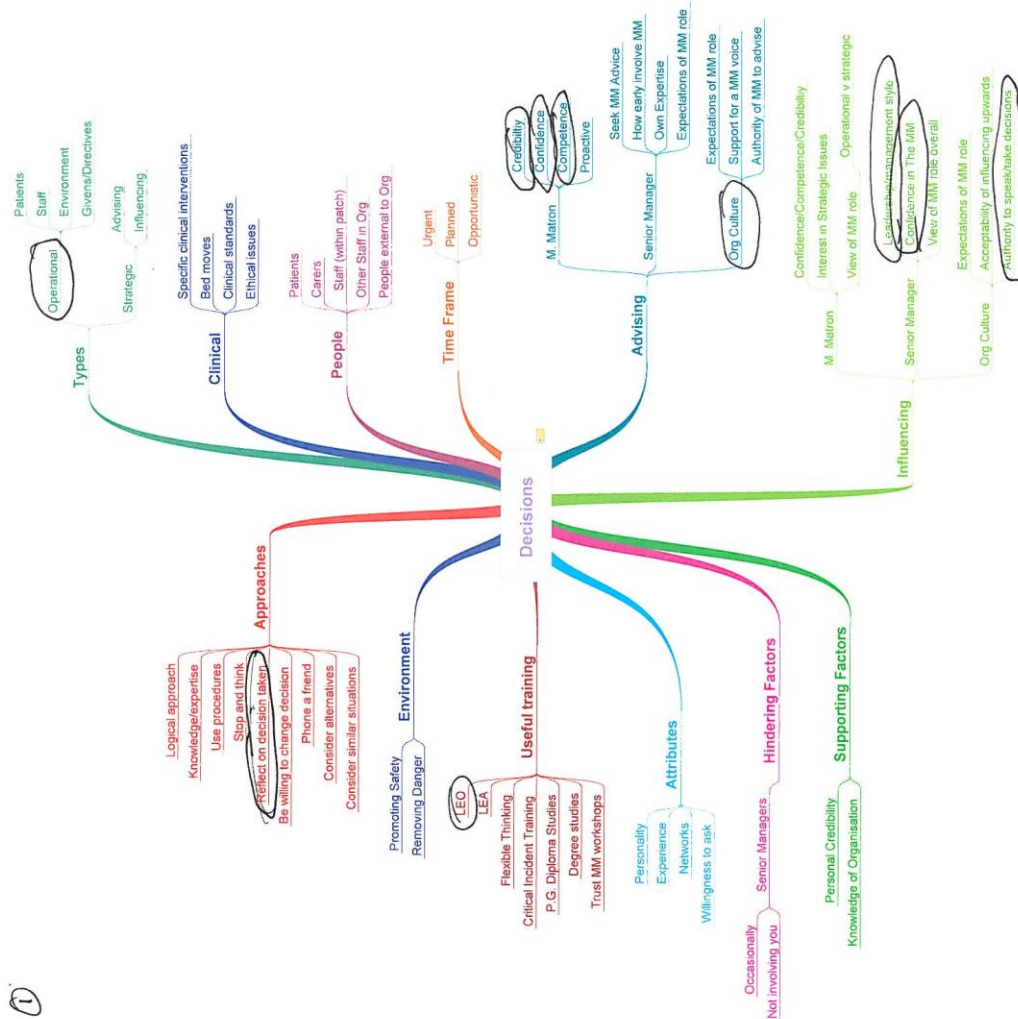 1
Decisions
Types
Operational
Patients
Staff
Environment
Givens/Directives
Strategic
Advising
Influencing
Clinical
Specific clinical interventions
Bed moves
Clinical standards
Ethical issues
People
Patients
Carers
Staff (within patch)
Other Staff in Org
People external to Org
Time Frame
Urgent
Planned
Opportunistic
Advising
M. Matron
Credibiltiy
Confidence
Competence
Proactive
Senior Manager
Seek MM Advice
How early involve MM
Own Expertise
Expectations of MM role
Org Culture
Expectations of MM role
Support for a MM voice
Authority of MM to advise
Influencing
M Matron
Confidence/Competence/Credibiltiy
Interest in Strategic Issues
View of MM role
Operational v strategic
Senior Manager
Leadership/management style
Confidence in The MM
View of MM role overall
Org Culture
Expectations of MM role
Acceptability of influencing upwards
Authority to speak/take decisions
Approaches
Logical approach
Knowledge/expertise
Use procedures
Stop and think
Reflect on decision taken
Be willing to change decision
Phone a friend
Consider alternatives
Consider similar situations
Environment
Promoting Safety
Removing Danger
Useful training
LEO
LEA
Flexible Thinking
Critical Incident Training
P.G. Diploma Studies
Degree studies
Trust MM workshops
Attributes
Personality
Experience
Networks
Willingness to ask
Hindering Factors
Senior Managers
Occasionally
Not involving you
Supporting Factors
Personal Credibility
Knowledge of Organisation